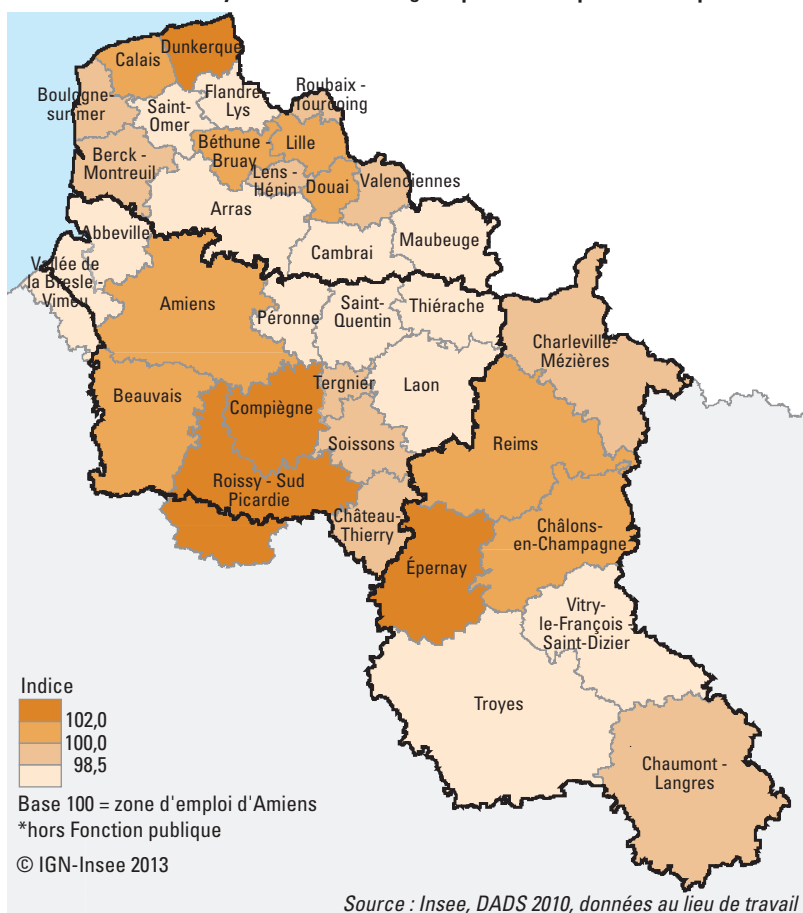 Dunkerque
Calais
Boulogne-
sur-mer
Saint-
Omer
Flandre-
Lys
Roubaix -
Tourcoing
Berck -
Montreuil
Béthune -
Bruay
Lille
Lens -
Hénin
Douai
Valenciennes
Arras
Cambrai
Maubeuge
Abbeville
Vallée de
la Bresle -
Vimeu
Amiens
Péronne
Saint-
Quentin
Thiérache
Charleville-
Mézières
Beauvais
Compiègne
Tergnier
Laon
Soissons
Reims
Roissy - Sud
Picardie
Château-
Thierry
Châlons-
en-Champagne
Épernay
Vitry-
le-François -
Saint-Dizier
Troyes
Chaumont -
Langres
Indice
102,0
100,0
98,5
Base 100 = zone d'emploi d'Amiens
*hors Fonction publique
© IGN-Insee 2013
Source : Insee, DADS 2010, données au lieu de travail